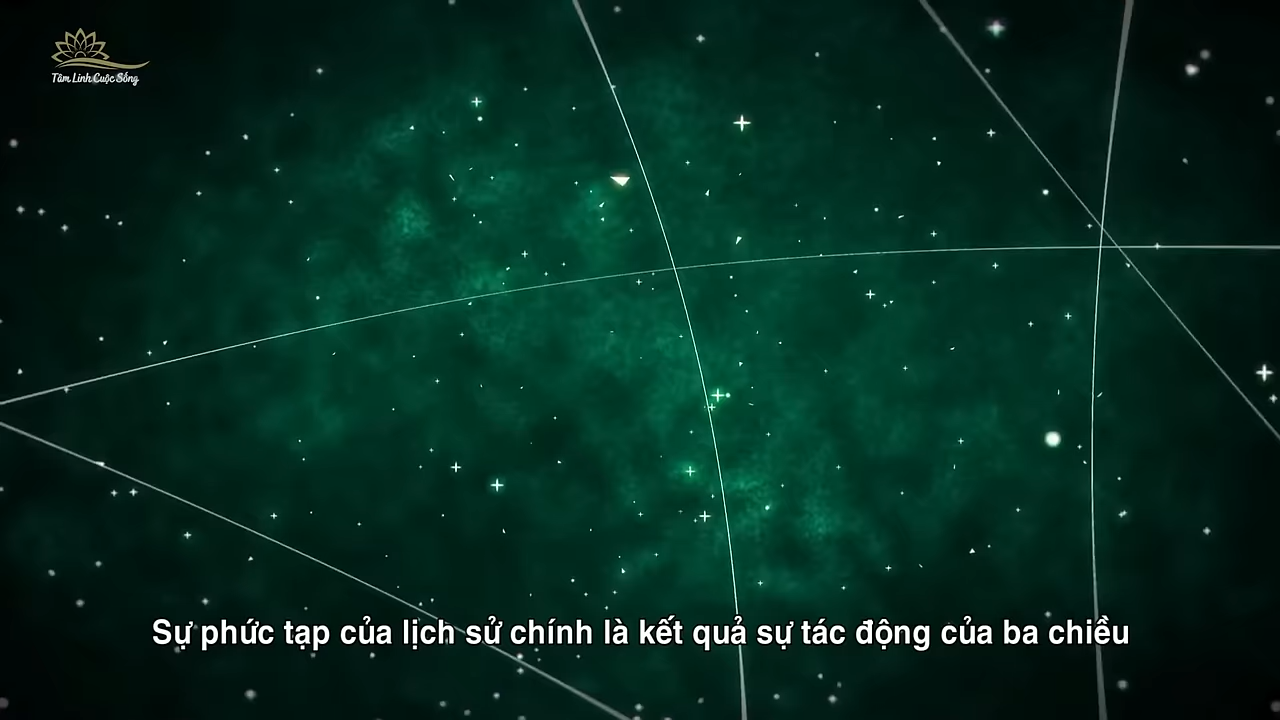 Tâm Linh Cuộc Sống
Sự phức tạp của lịch sử chính là kết quả sự tác động của ba chiều